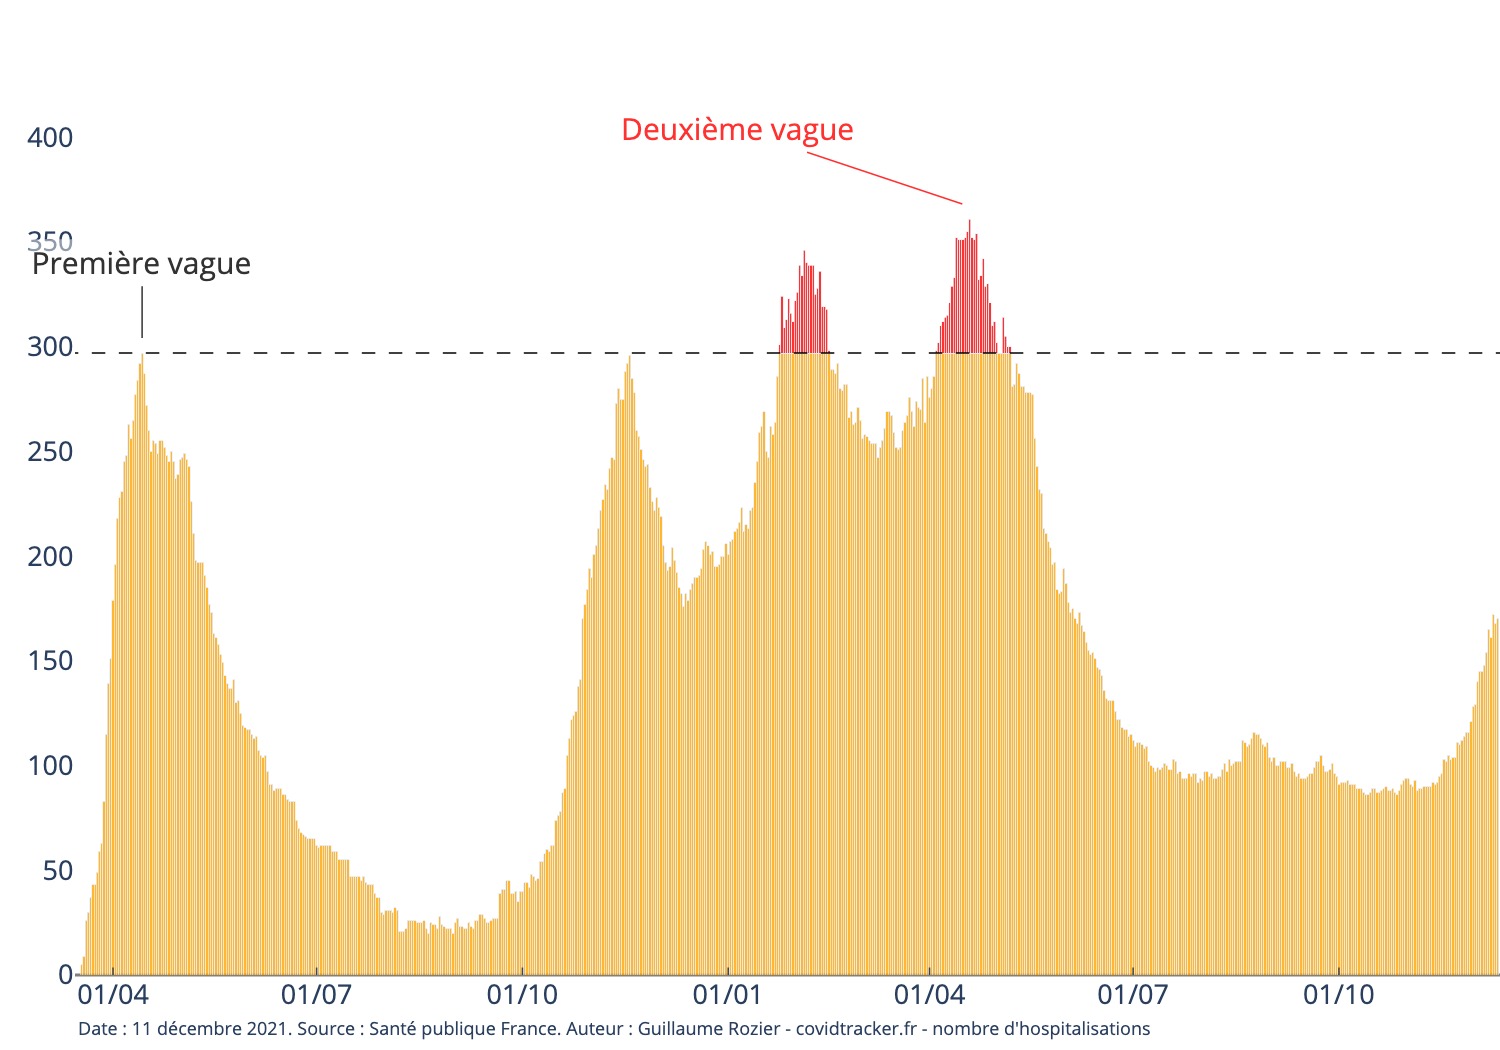 Deuxième vague
400
350
Première vague
300
250
200
150
100
50
0
01/04 01/07 01/10 01/01 01/04 01/07 01/10
Date : 11 décembre 2021. Source : Santé publique France. Auteur : Guillaume Rozier - covidtracker.fr - nombre d'hospitalisations